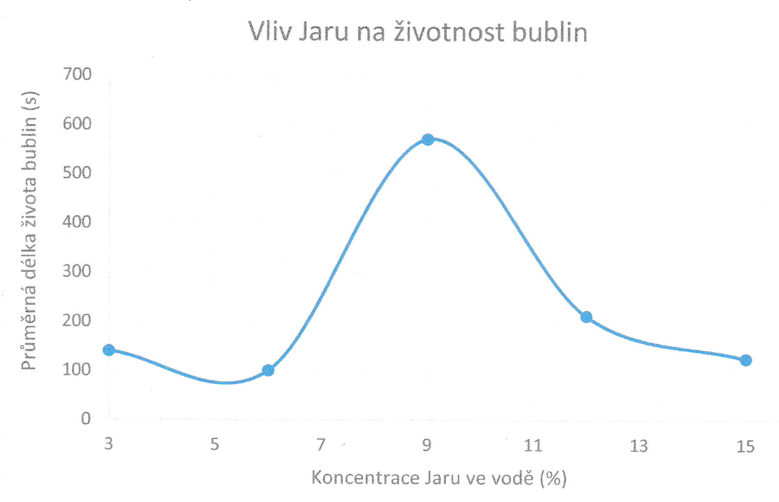 Vliv Jaru na životnost bublin
Průměrná délka života bublin (s)
700
600
500
400
300
200
100
0
3 5 7 9 11 13 15
Koncentrace Jaru ve vodě (%)